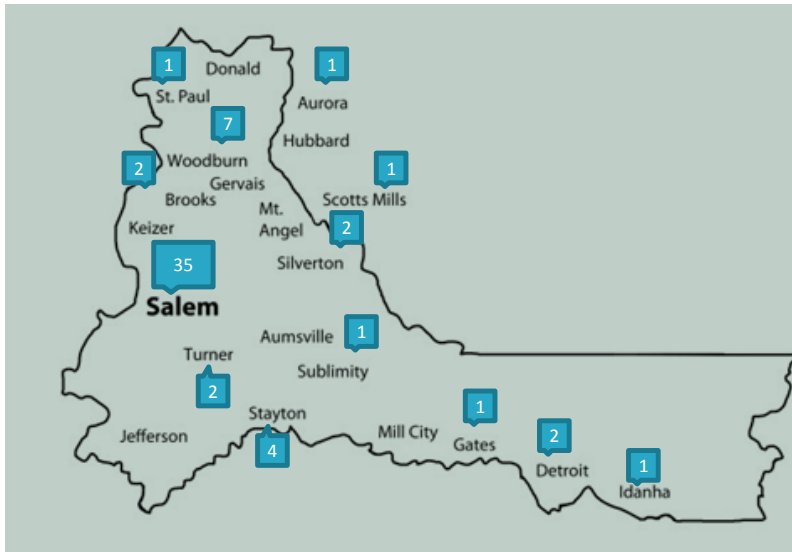 1
Donald
1
St. Paul
Aurora
7
Hubbard
Woodburn
2
1
Gervais
Brooks
Scotts Mills
Mt.
Angel
Keizer
2
Silverton
35
Salem
Aumsville
1
Turner
Sublimity
2
Stayton
1
Jefferson
Mill City
Gates
2
4
Detroit
1
Idanha